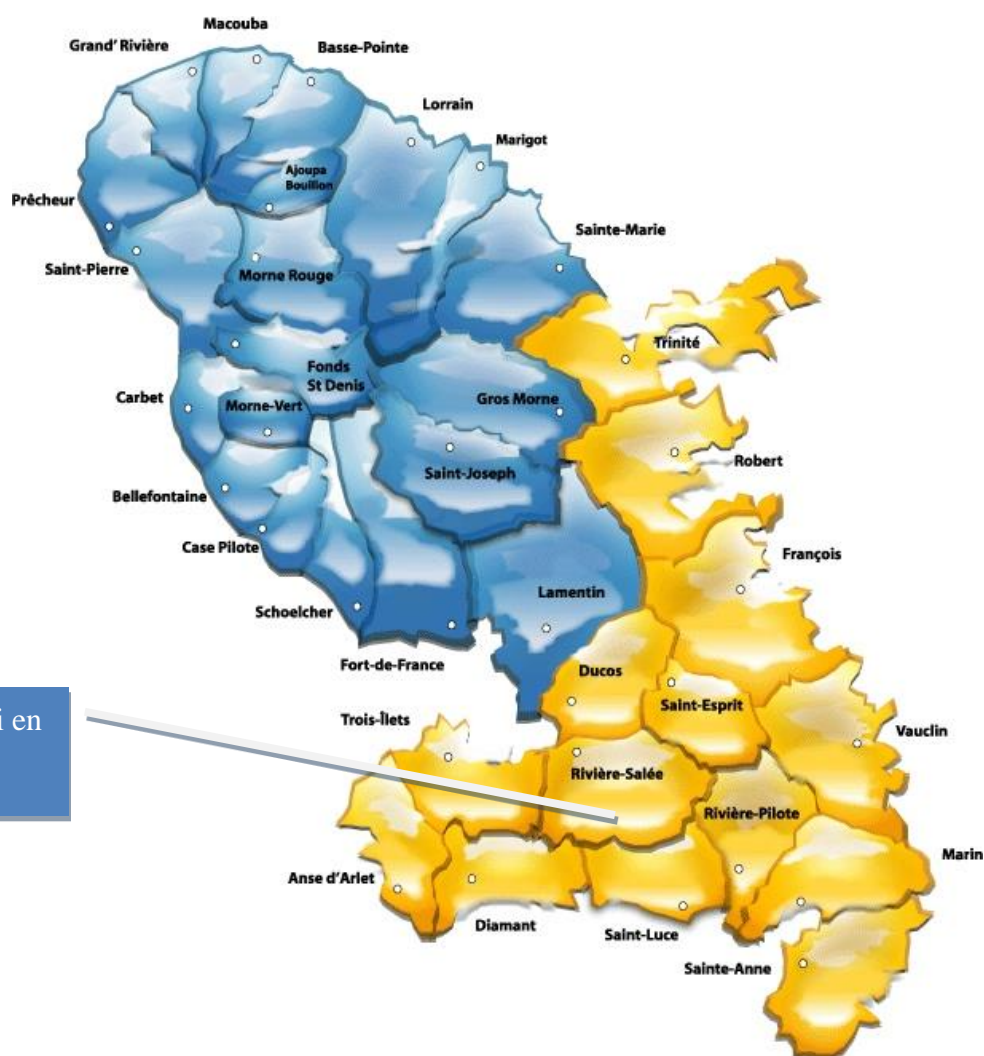 Macouba
Grand' Rivière
Basse-Pointe
Lorrain
Marigot
Ajoupa
Bouillon
Prêcheur
Sainte-Marie
Saint-Pierre
Morne Rouge
Trinité
Fonds
St Denis
Carbet
Morne-Vert
Gros Morne
Robert
Saint-Joseph
Bellefontaine
Case Pilote
François
Lamentin
Schoelcher
Fort-de-France
Ducos
Saint-Esprit
i en
Trois-Îlets
Vauclin
Rivière-Salée
Rivière-Pilote
Marin
Anse d'Arlet
Diamant
Saint-Luce
Sainte-Anne